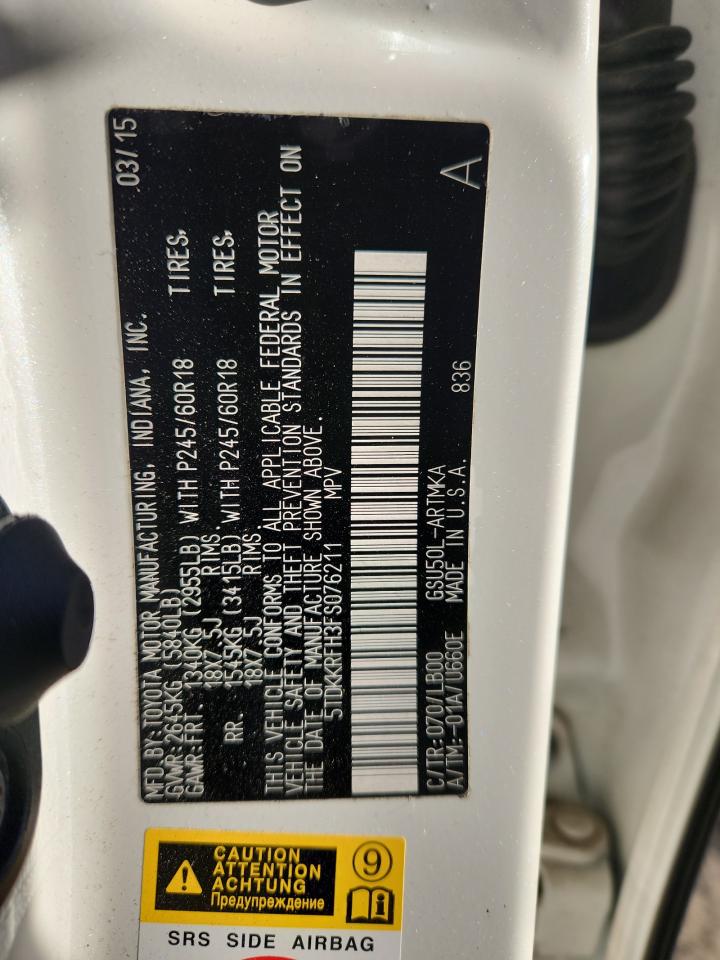 MFD.BY:TOYOTA MOTOR MANUFACTURING, INDIANA, INC. 03/15
GVWR:2645KG (5840LB)
GAWR:FRT. 1340KG (2955LB) WITH P245/60R18 TIRES,
18X7.5J RIMS.
RR. 1545KG (3415LB) WITH P245/60R18 TIRES,
18X7.5J RIMS.
THIS VEHICLE CONFORMS TO ALL APPLICABLE FEDERAL MOTOR
VEHICLE SAFETY AND THEFT PREVENTION STANDARDS IN EFFECT ON
THE DATE OF MANUFACTURE SHOWN ABOVE.
5TDKKRFH3FS076211 MPV
C/TR:070/LB00 GSU50L-ARTMKA
A/TM:-01A/U660E MADE IN U.S.A. 836 A
CAUTION
ATTENTION
ACHTUNG
Предупреждение
9
SRS SIDE AIRBAG